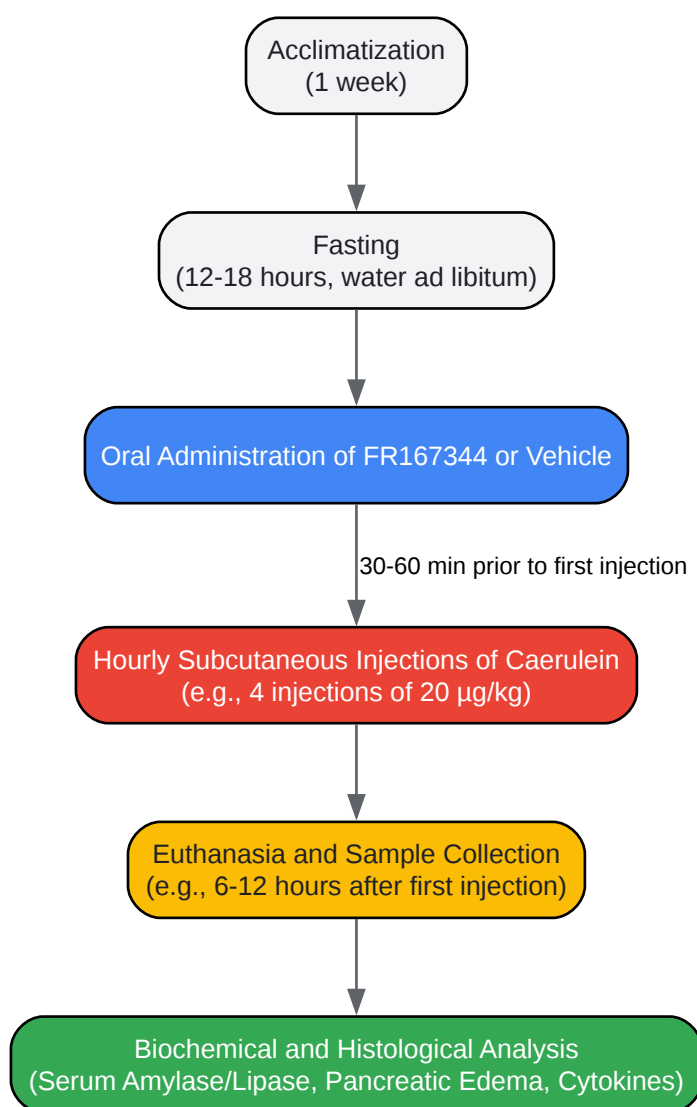 Acclimatization
(1 week)
Fasting
(12-18 hours, water ad libitum)
Oral Administration of FR167344 or Vehicle
30-60 min prior to first injection
Hourly Subcutaneous Injections of Caerulein
(e.g., 4 injections of 20 µg/kg)
Euthanasia and Sample Collection
(e.g., 6-12 hours after first injection)
Biochemical and Histological Analysis
(Serum Amylase/Lipase, Pancreatic Edema, Cytokines)